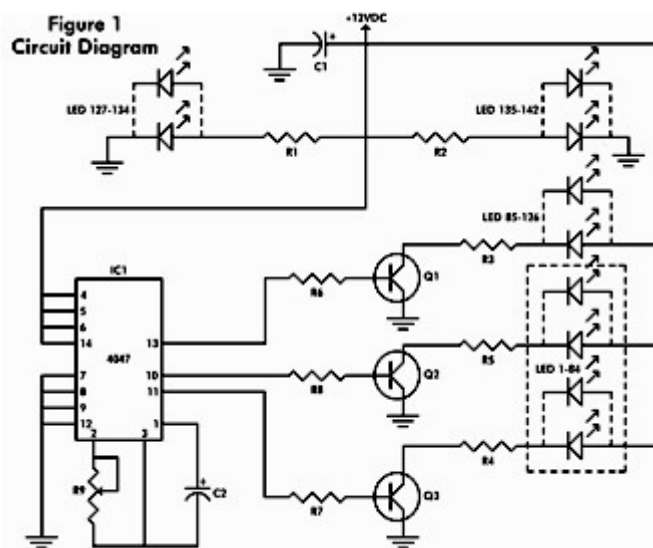 Figure 1
Circuit Diagram
+12VDC
+
C1
LED 127-134
LED 135-142
R1
R2
LED 85-126
R3
IC1
Q1
R6
4
5
6
14
13
4047
R5
Q2
7
10
R8
LED 1-84
8
11
9
12
1
2
3
R4
+
R9
C2
Q3
R7